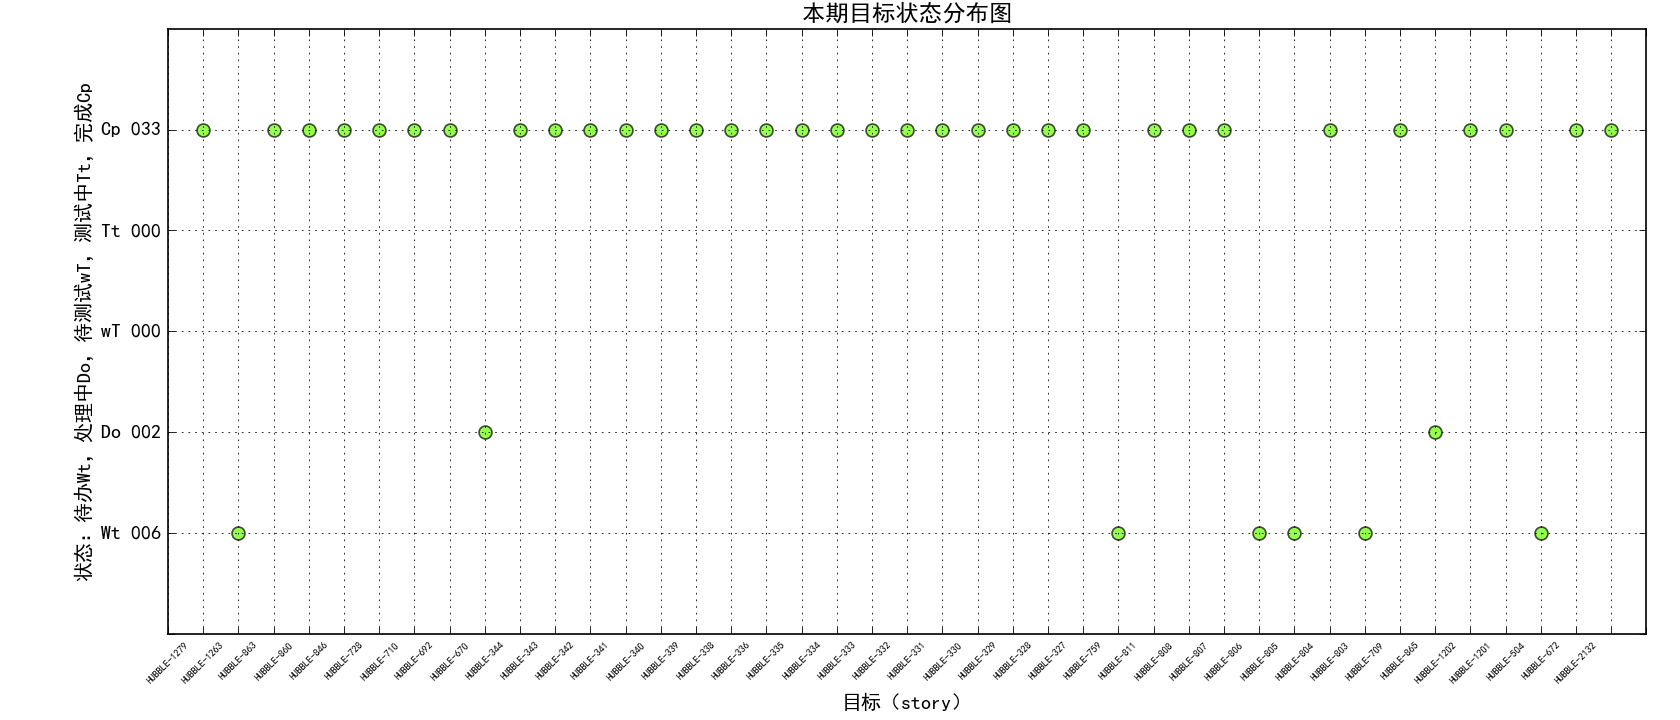 本期目标状态分布图
状态：待办Wt，处理中Do，待测试wT，测试中Tt，完成Cp
Cp 033
Tt 000
wT 000
Do 002
Wt 006
HUBBLE-1279
HUBBLE-1263
HUBBLE-863
HUBBLE-860
HUBBLE-846
HUBBLE-728
HUBBLE-710
HUBBLE-692
HUBBLE-670
HUBBLE-344
HUBBLE-343
HUBBLE-342
HUBBLE-341
HUBBLE-340
HUBBLE-339
HUBBLE-338
HUBBLE-336
HUBBLE-335
HUBBLE-334
HUBBLE-333
HUBBLE-332
HUBBLE-331
HUBBLE-330
HUBBLE-329
HUBBLE-328
HUBBLE-327
HUBBLE-759
HUBBLE-811
HUBBLE-808
HUBBLE-807
HUBBLE-806
HUBBLE-805
HUBBLE-804
HUBBLE-803
HUBBLE-709
HUBBLE-865
HUBBLE-1202
HUBBLE-1201
HUBBLE-504
HUBBLE-672
HUBBLE-2132
目标（story）